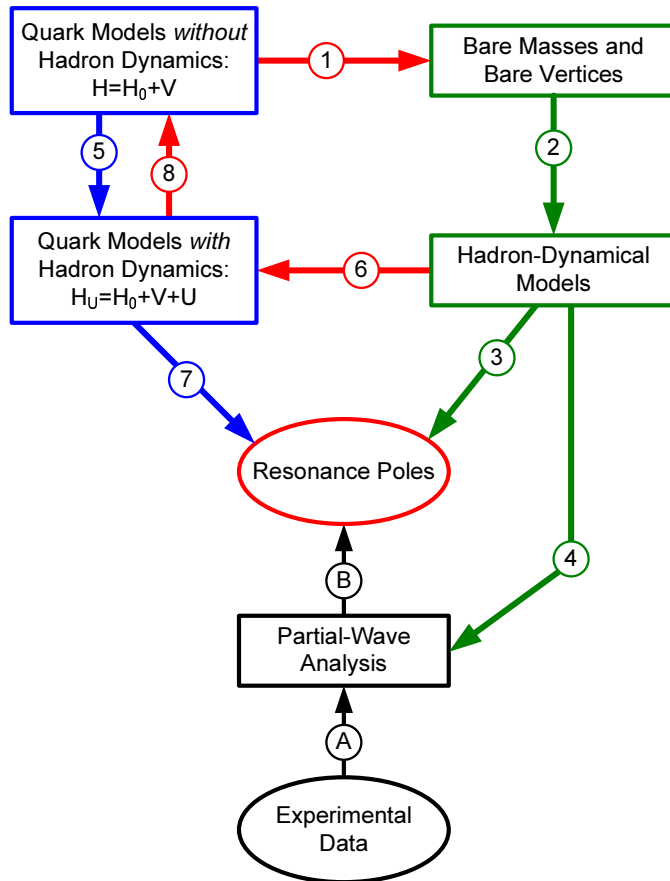 Quark Models without
Hadron Dynamics:
H=H₀+V
1
Bare Masses and
Bare Vertices
5
8
2
Quark Models with
Hadron Dynamics:
H_U=H₀+V+U
6
Hadron-Dynamical
Models
7
3
Resonance Poles
4
B
Partial-Wave
Analysis
A
Experimental
Data